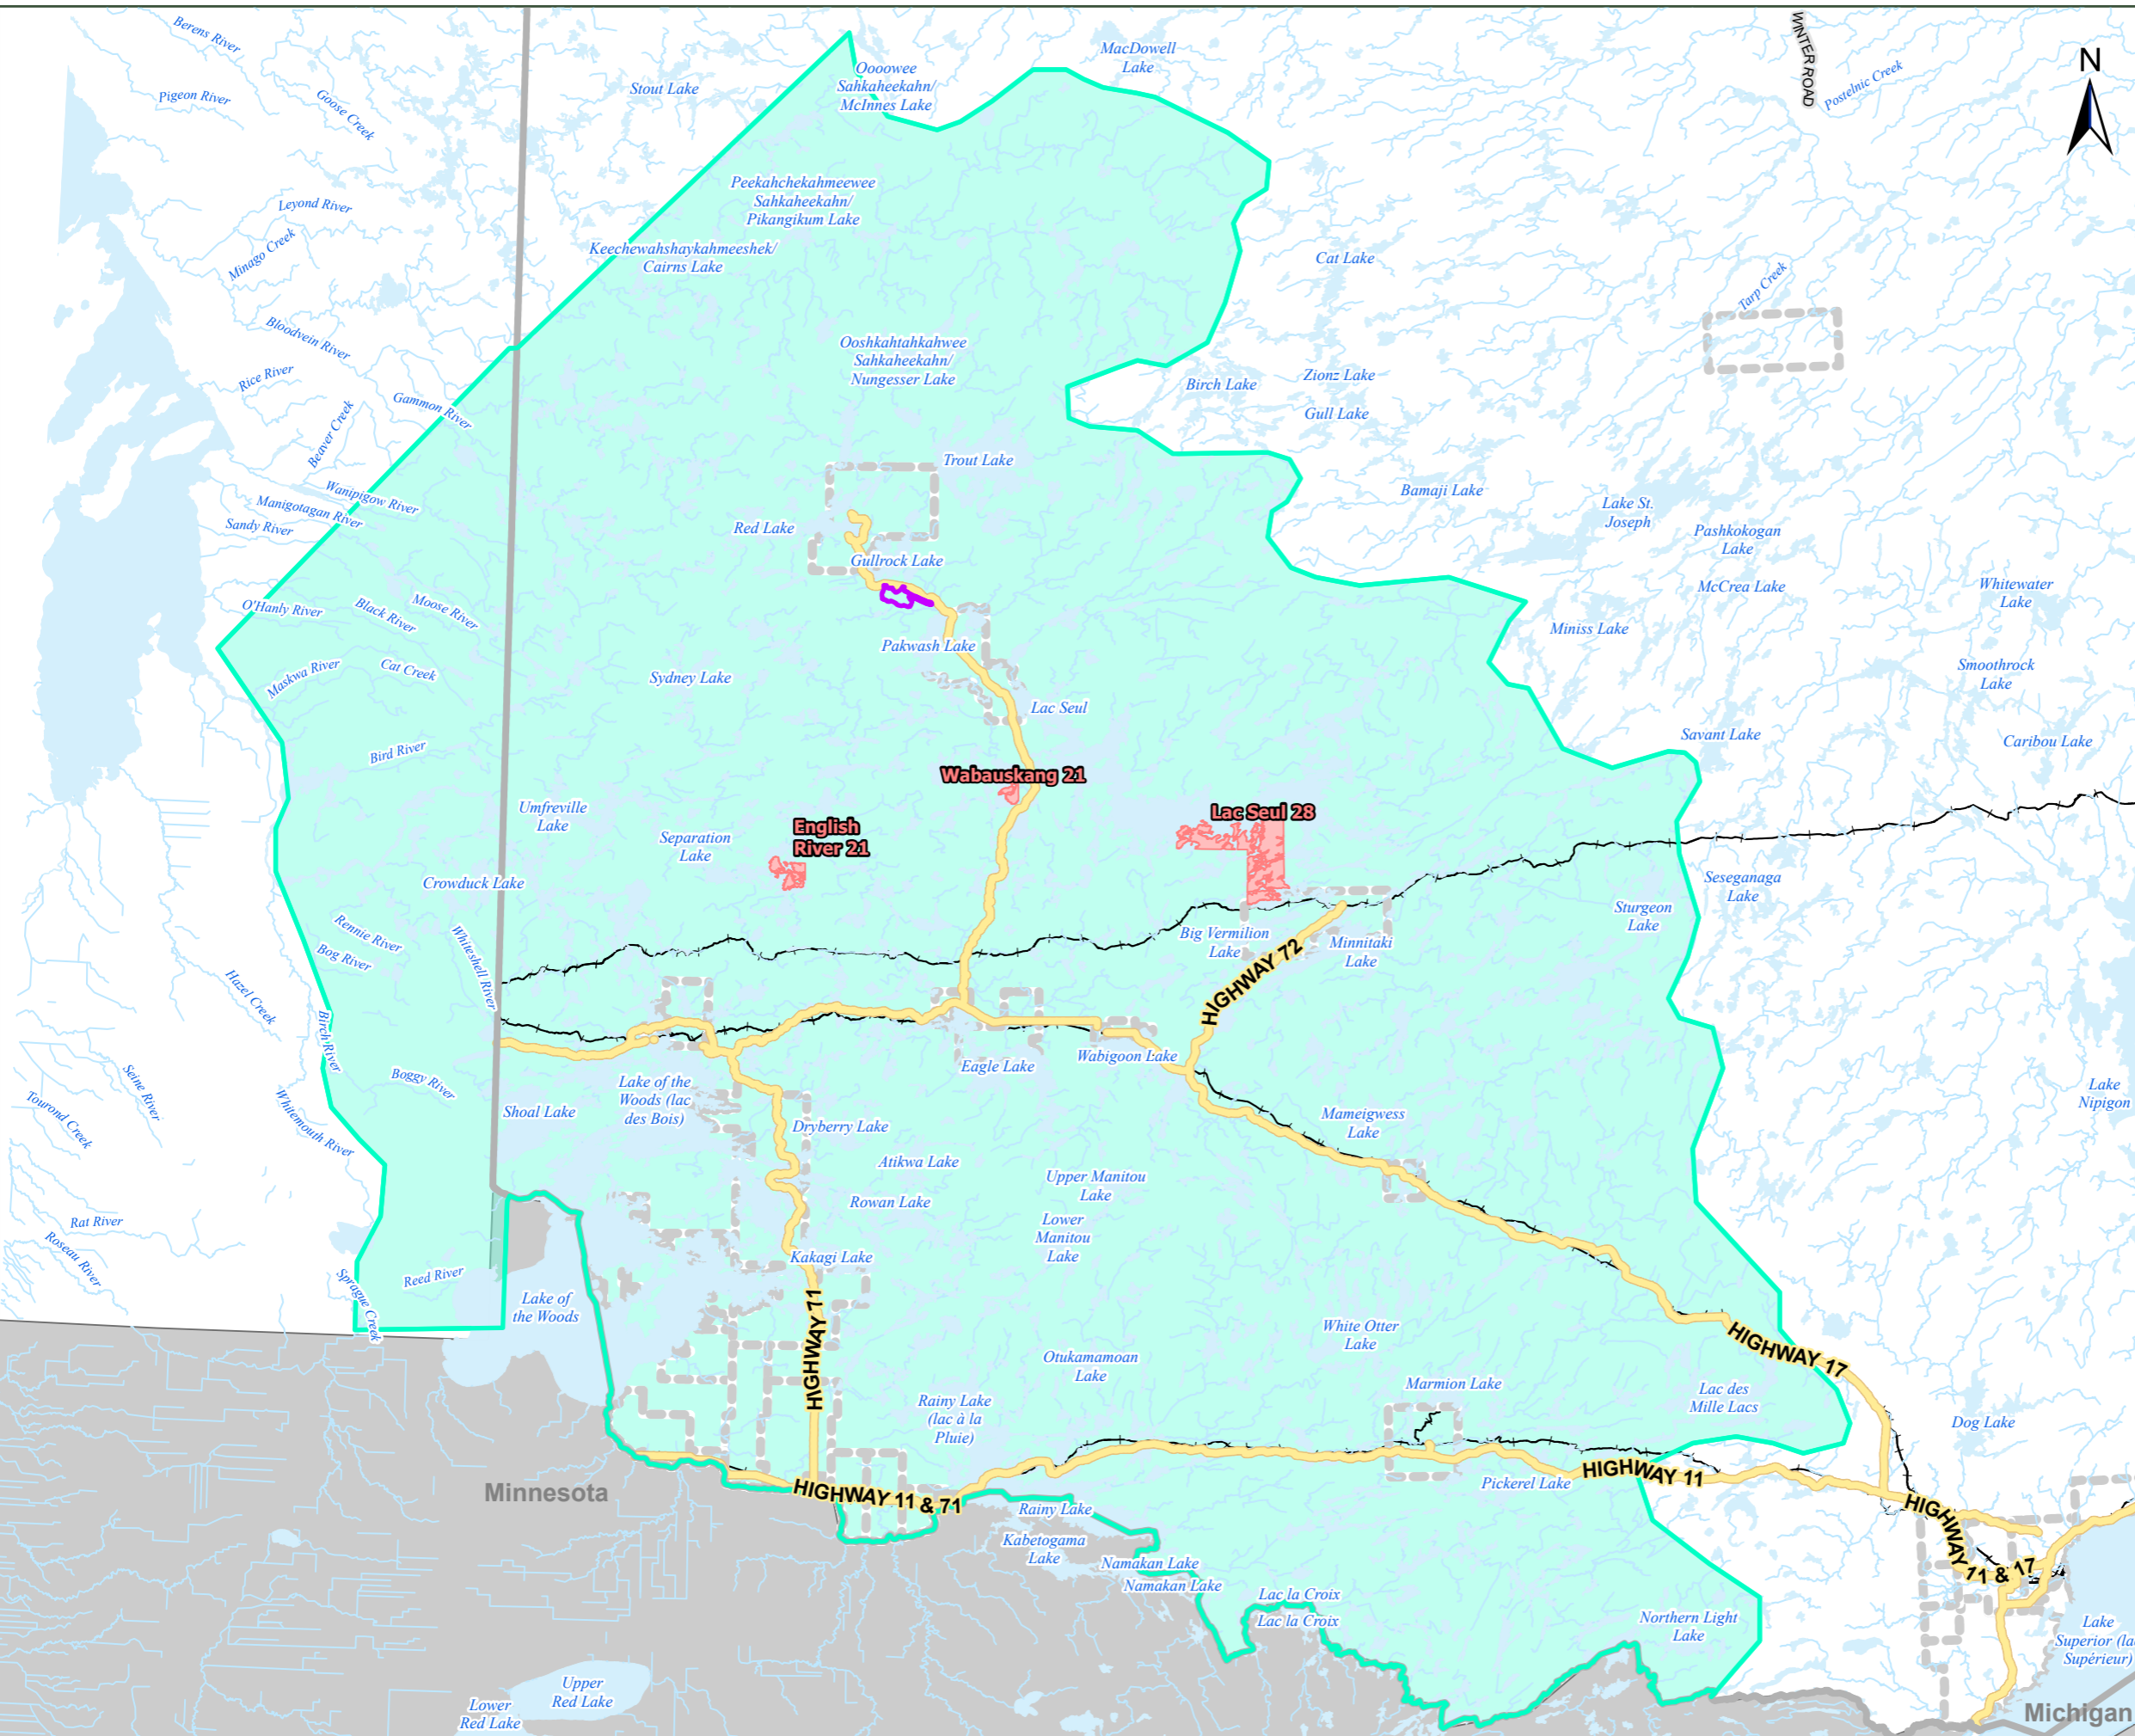 Berens River
Pigeon River
Goose Creek
Stout Lake
Oooowee
Sahkaheekahn/
McInnes Lake
MacDowell
Lake
WINTER ROAD
Postelnic Creek
N
Leyond River
Minago Creek
Peekahchekahmeewee
Sahkaheekahn/
Pikangikum Lake
Keechewahshaykahmeeshek/
Cairns Lake
Cat Lake
Tarp Creek
Bloodvein River
Rice River
Beaver Creek
Gammon River
Ooshkahtahkahwee
Sahkaheekahn/
Nungesser Lake
Birch Lake
Zionz Lake
Gull Lake
Trout Lake
Wanipigow River
Manigotagan River
Sandy River
Red Lake
Gullrock Lake
Bamaji Lake
Lake St.
Joseph
Pashkokogan
Lake
McCrea Lake
Whitewater
Lake
O'Hanly River
Black River
Moose River
Miniss Lake
Pakwash Lake
Maskwa River
Cat Creek
Sydney Lake
Smoothrock
Lake
Lac Seul
Savant Lake
Caribou Lake
Bird River
Wabauskang 21
Umfreville
Lake
Separation
Lake
English
River 21
Lac Seul 28
Crowduck Lake
Seseganaga
Lake
Sturgeon
Lake
Rennie River
Bog River
Whiteshell River
Big Vermilion
Lake
HIGHWAY 72
Minnitaki
Lake
Hazel Creek
Birch River
Seine River
Tourond Creek
Whitemouth River
Boggy River
Shoal Lake
Lake of the
Woods (lac
des Bois)
Eagle Lake
Wabigoon Lake
Lake
Nipigon
Dryberry Lake
Mameigwess
Lake
Atikwa Lake
Upper Manitou
Lake
Rowan Lake
Lower
Manitou
Lake
Rat River
Roseau River
Kakagi Lake
Sprague Creek
Reed River
Lake of
the Woods
HIGHWAY 71
White Otter
Lake
HIGHWAY 17
Otukamamoan
Lake
Marmion Lake
Lac des
Mille Lacs
Rainy Lake
(lac à la
Pluie)
Dog Lake
Minnesota
HIGHWAY 11 & 71
HIGHWAY 11
Pickerel Lake
Rainy Lake
Kabetogama
Lake
HIGHWAY 11 & 17
Namakan Lake
Namakan Lake
Lac la Croix
Lac la Croix
Northern Light
Lake
Lake
Superior (la
Supérieur)
Upper
Red Lake
Lower
Red Lake
Michigan